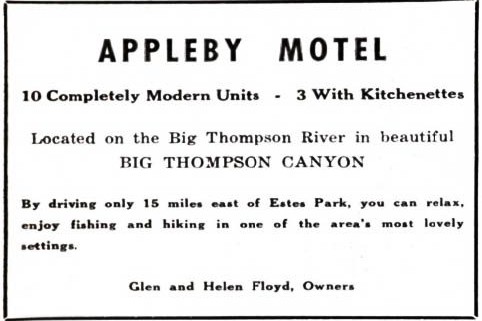 APPLEBY MOTEL
10 Completely Modern Units - 3 With Kitchenettes
Located on the Big Thompson River in beautiful
BIG THOMPSON CANYON
By driving only 15 miles east of Estes Park, you can relax,
enjoy fishing and hiking in one of the area's most lovely
settings.
Glen and Helen Floyd, Owners